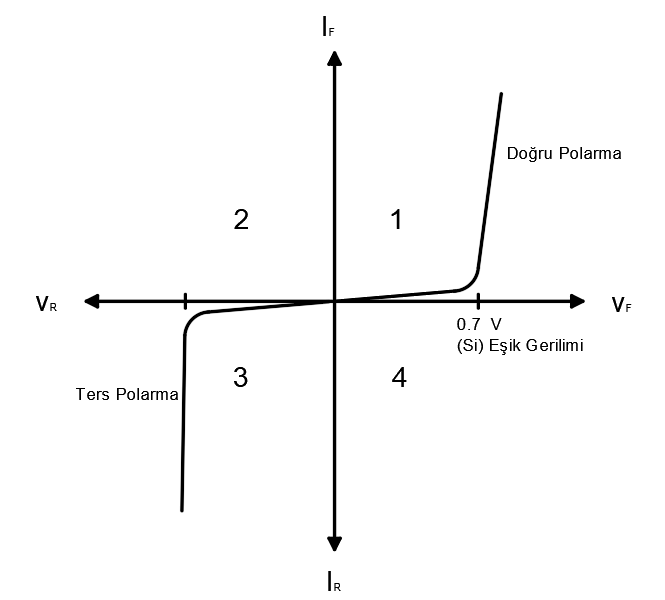 IF
Doğru Polarma
2
1
VR
VF
0.7 V
(Si) Eşik Gerilimi
3
4
Ters Polarma
IR